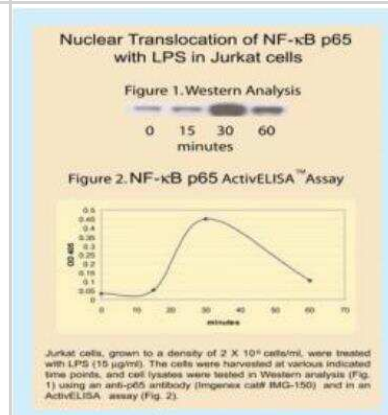 Nuclear Translocation of NF-κB p65
with LPS in Jurkat cells
Figure 1. Western Analysis
0 15 30 60
minutes
Figure 2. NF-κB p65 ActivELISA™ Assay
0.5
0.45
0.4
0.35
0.3
0.25
0.2
0.15
0.1
0.05
0
OD 405
0 10 20 30 40 50 60 70
minutes
Jurkat cells, grown to a density of 2 X 10⁶ cells/ml, were treated
with LPS (15 µg/ml). The cells were harvested at various indicated
time points, and cell lysates were tested in Western analysis (Fig.
1) using an anti-p65 antibody (Imgenex cat# IMG-150) and in an
ActivELISA assay (Fig. 2).